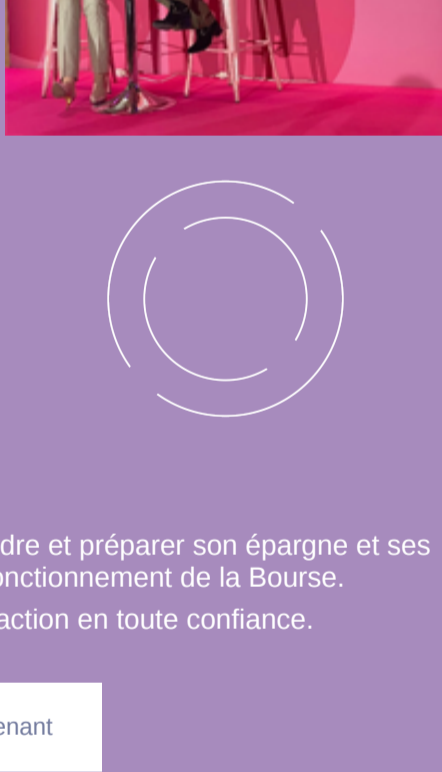 dre et préparer son épargne et ses
onctionnement de la Bourse.
action en toute confiance.
enant